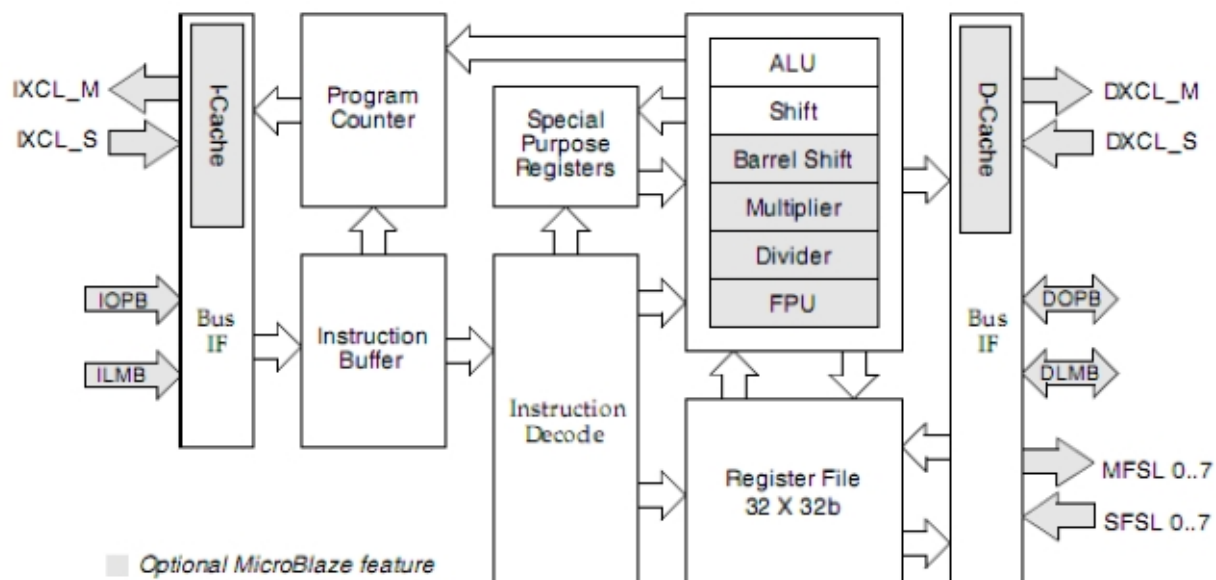 IXCL_M
IXCL_S
I-Cache
IOPB
ILMB
Bus
IF
Program
Counter
Instruction
Buffer
Special
Purpose
Registers
Instruction
Decode
ALU
Shift
Barrel Shift
Multiplier
Divider
FPU
Register File
32 X 32b
D-Cache
Bus
IF
DXCL_M
DXCL_S
DOPB
DLMB
MFSL 0..7
SFSL 0..7
Optional MicroBlaze feature